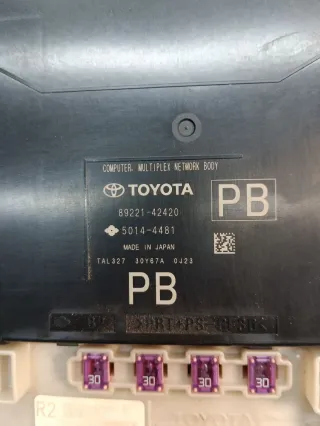 COMPUTER, MULTIPLEX NETWORK BODY
TOYOTA
89221-42420
PB
5014-4481
MADE IN JAPAN
TAL327 30Y67A 0J23
PB
30 30 30 30
R2
TOYOTA